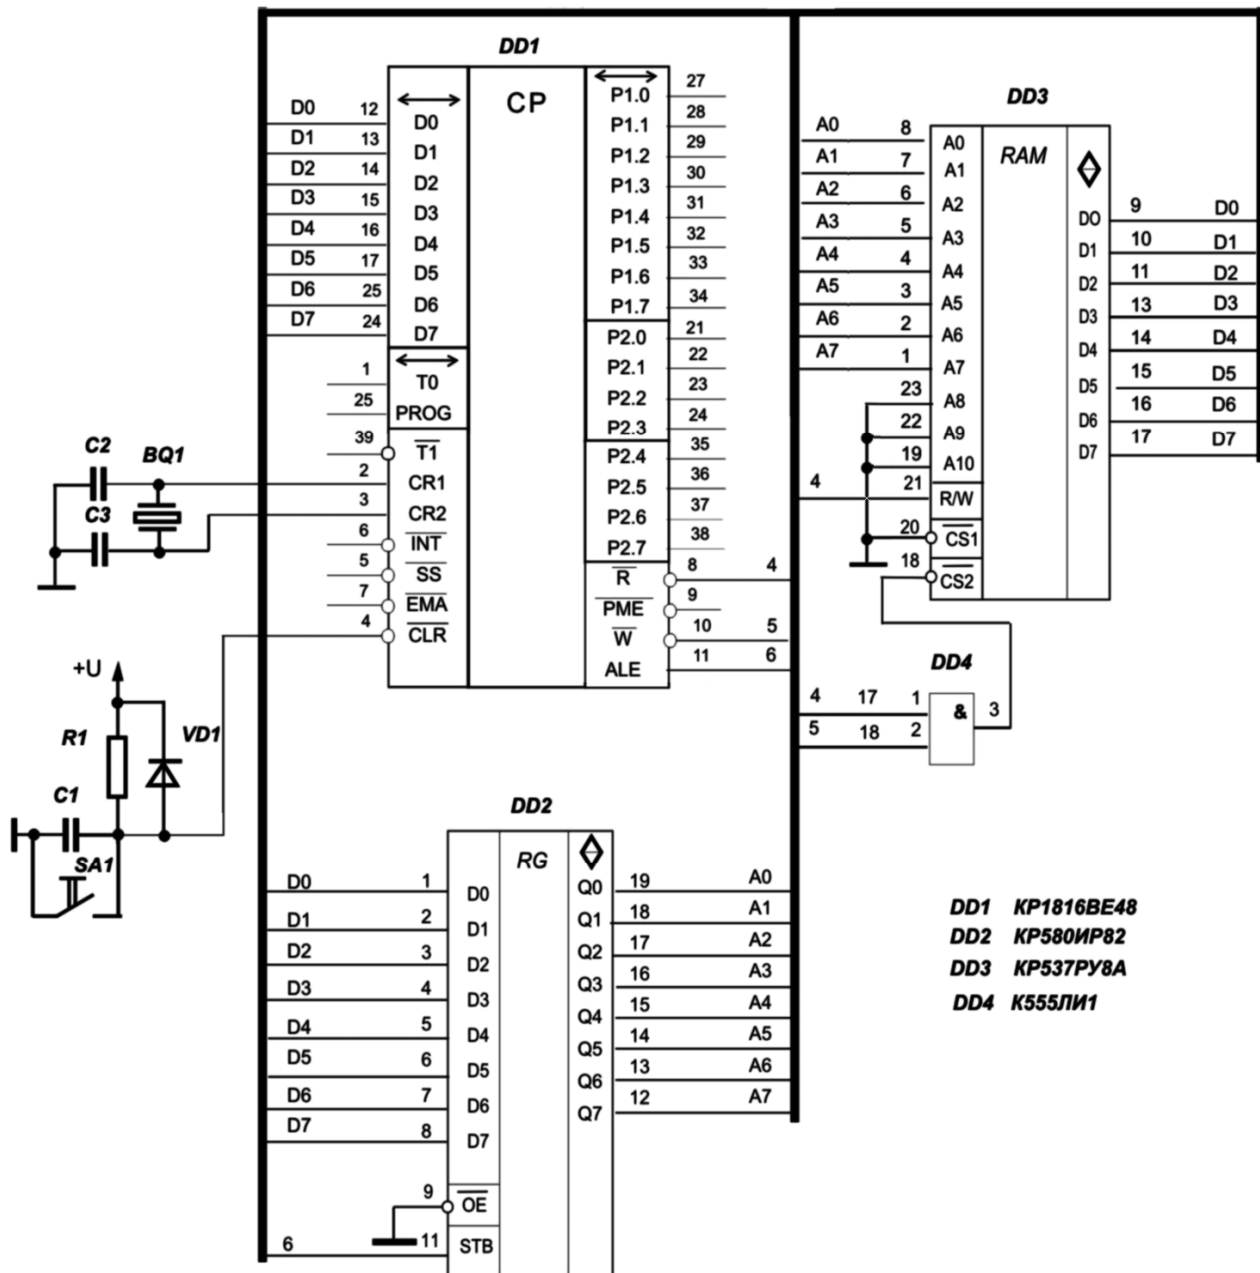 DD1
CP
D0 12 D0
D1 13 D1
D2 14 D2
D3 15 D3
D4 16 D4
D5 17 D5
D6 25 D6
D7 24 D7
1 T0
25 PROG
39 T1
2 CR1
3 CR2
6 INT
5 SS
7 EMA
4 CLR
P1.0 27
P1.1 28
P1.2 29
P1.3 30
P1.4 31
P1.5 32
P1.6 33
P1.7 34
P2.0 21
P2.1 22
P2.2 23
P2.3 24
P2.4 35
P2.5 36
P2.6 37
P2.7 38
R 8 4
PME 9
W 10 5
ALE 11 6
C2
BQ1
C3
+U
R1
VD1
C1
SA1
DD3
RAM
A0 8 A0
A1 7 A1
A2 6 A2
A3 5 A3
A4 4 A4
A5 3 A5
A6 2 A6
A7 1 A7
23 A8
22 A9
19 A10
4 21 R/W
20 CS1
18 CS2
D0 9 D0
D1 10 D1
D2 11 D2
D3 13 D3
D4 14 D4
D5 15 D5
D6 16 D6
D7 17 D7
DD4
4 17 1 & 3
5 18 2
DD2
RG
D0 1 D0
D1 2 D1
D2 3 D2
D3 4 D3
D4 5 D4
D5 6 D5
D6 7 D6
D7 8 D7
9 OE
6 11 STB
Q0 19 A0
Q1 18 A1
Q2 17 A2
Q3 16 A3
Q4 15 A4
Q5 14 A5
Q6 13 A6
Q7 12 A7
DD1 КР1816ВЕ48
DD2 КР580ИР82
DD3 КР537РУ8А
DD4 К555ЛИ1